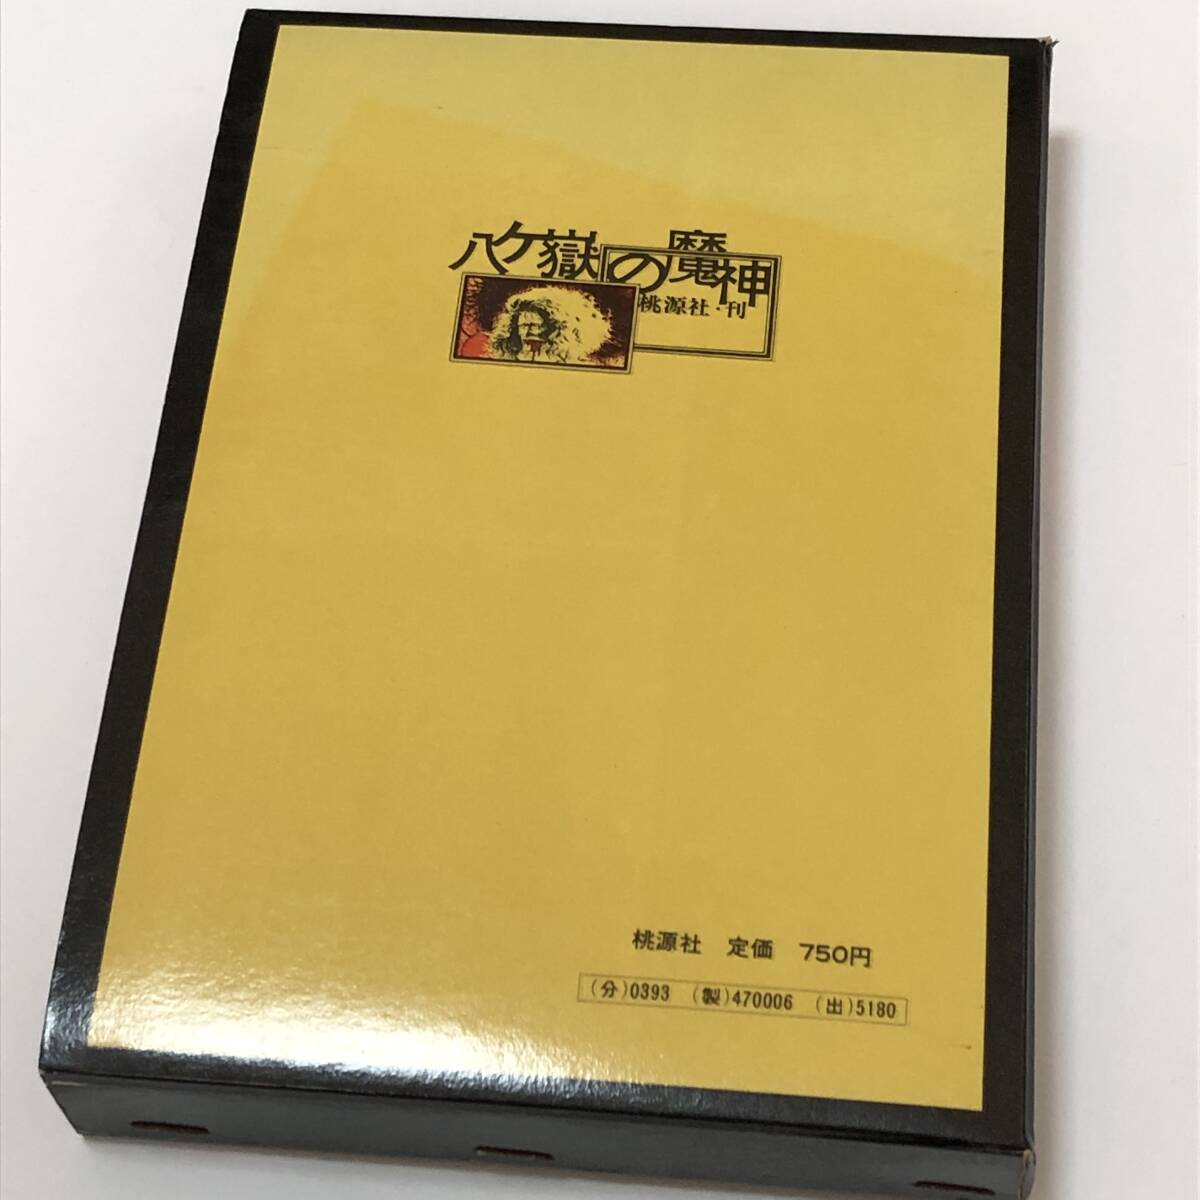 八ケ嶽の魔神
桃源社・刊
桃源社 定価 750円
(分)0393 (製)470006 (出)5180